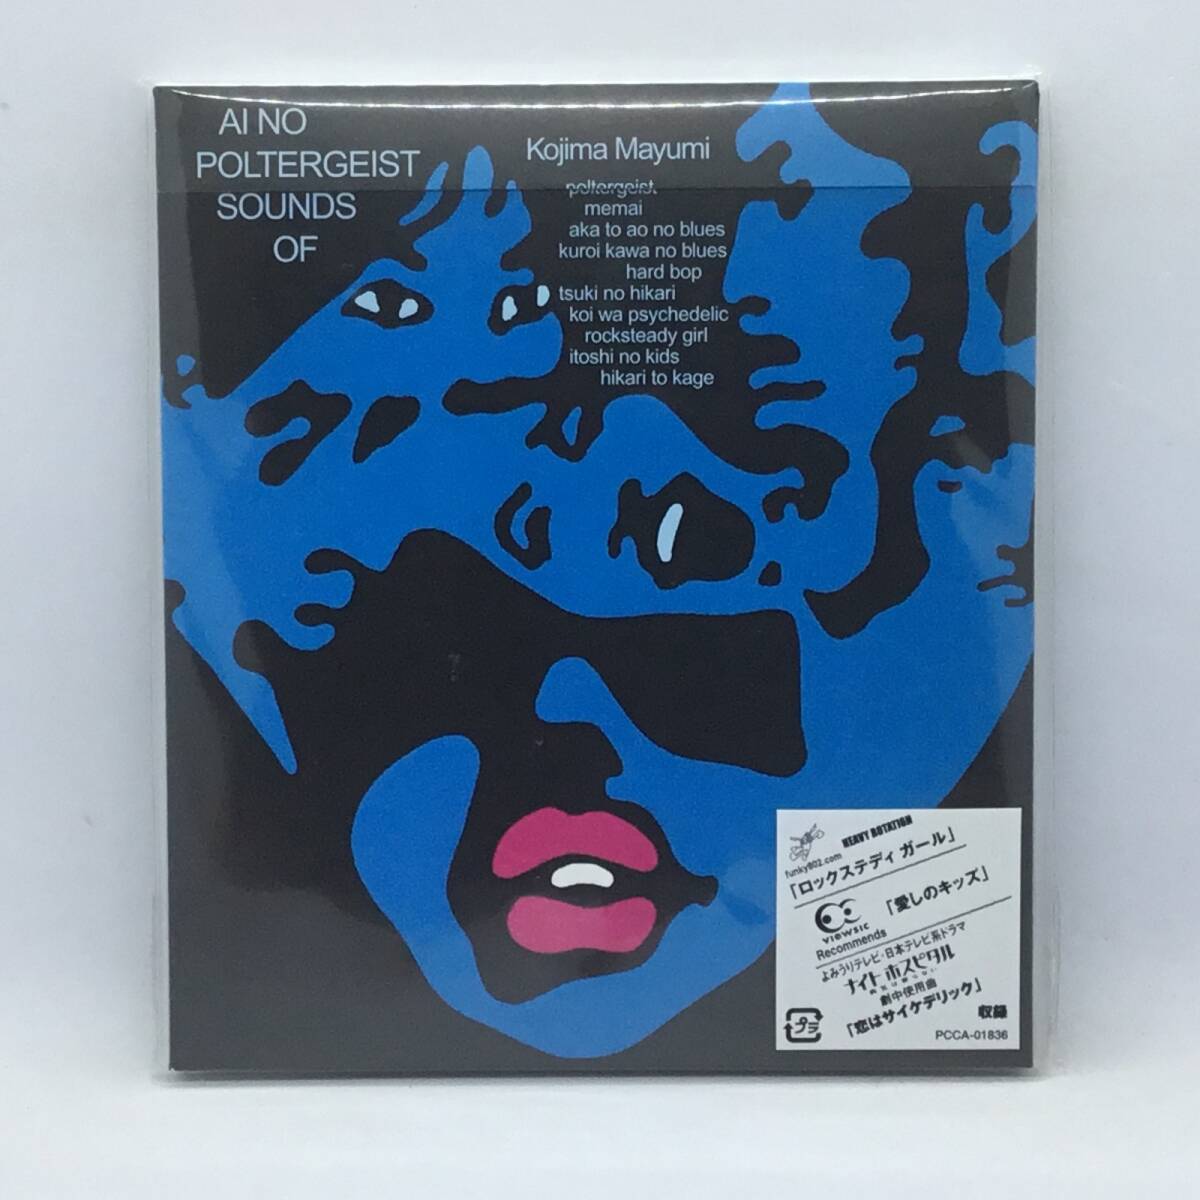 AI NO
POLTERGEIST
SOUNDS
OF
Kojima Mayumi
poltergeist
memai
aka to ao no blues
kuroi kawa no blues
hard bop
tsuki no hikari
koi wa psychedelic
rocksteady girl
itoshi no kids
hikari to kage
HEAVY ROTATION
funky802.com
「ロックステディ ガール」
VIEWSIC
Recommends
「愛しのキッズ」
よみうりテレビ・日本テレビ系ドラマ
ナイトホスピタル
劇中使用曲
「恋はサイケデリック」
収録
プラ
PCCA-01836